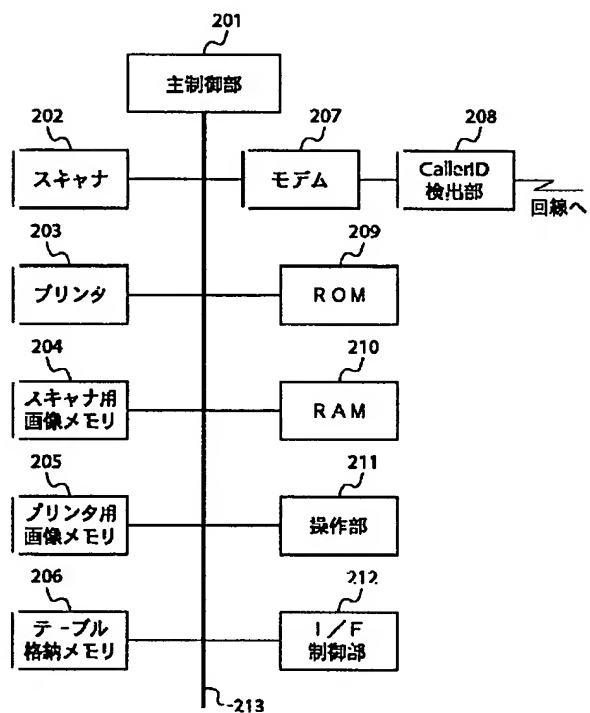 201
主制御部
202
スキャナ
207
モデム
208
CallerID
検出部
回線へ
203
プリンタ
209
ROM
204
スキャナ用
画像メモリ
210
RAM
205
プリンタ用
画像メモリ
211
操作部
206
テーブル
格納メモリ
212
I/F
制御部
213